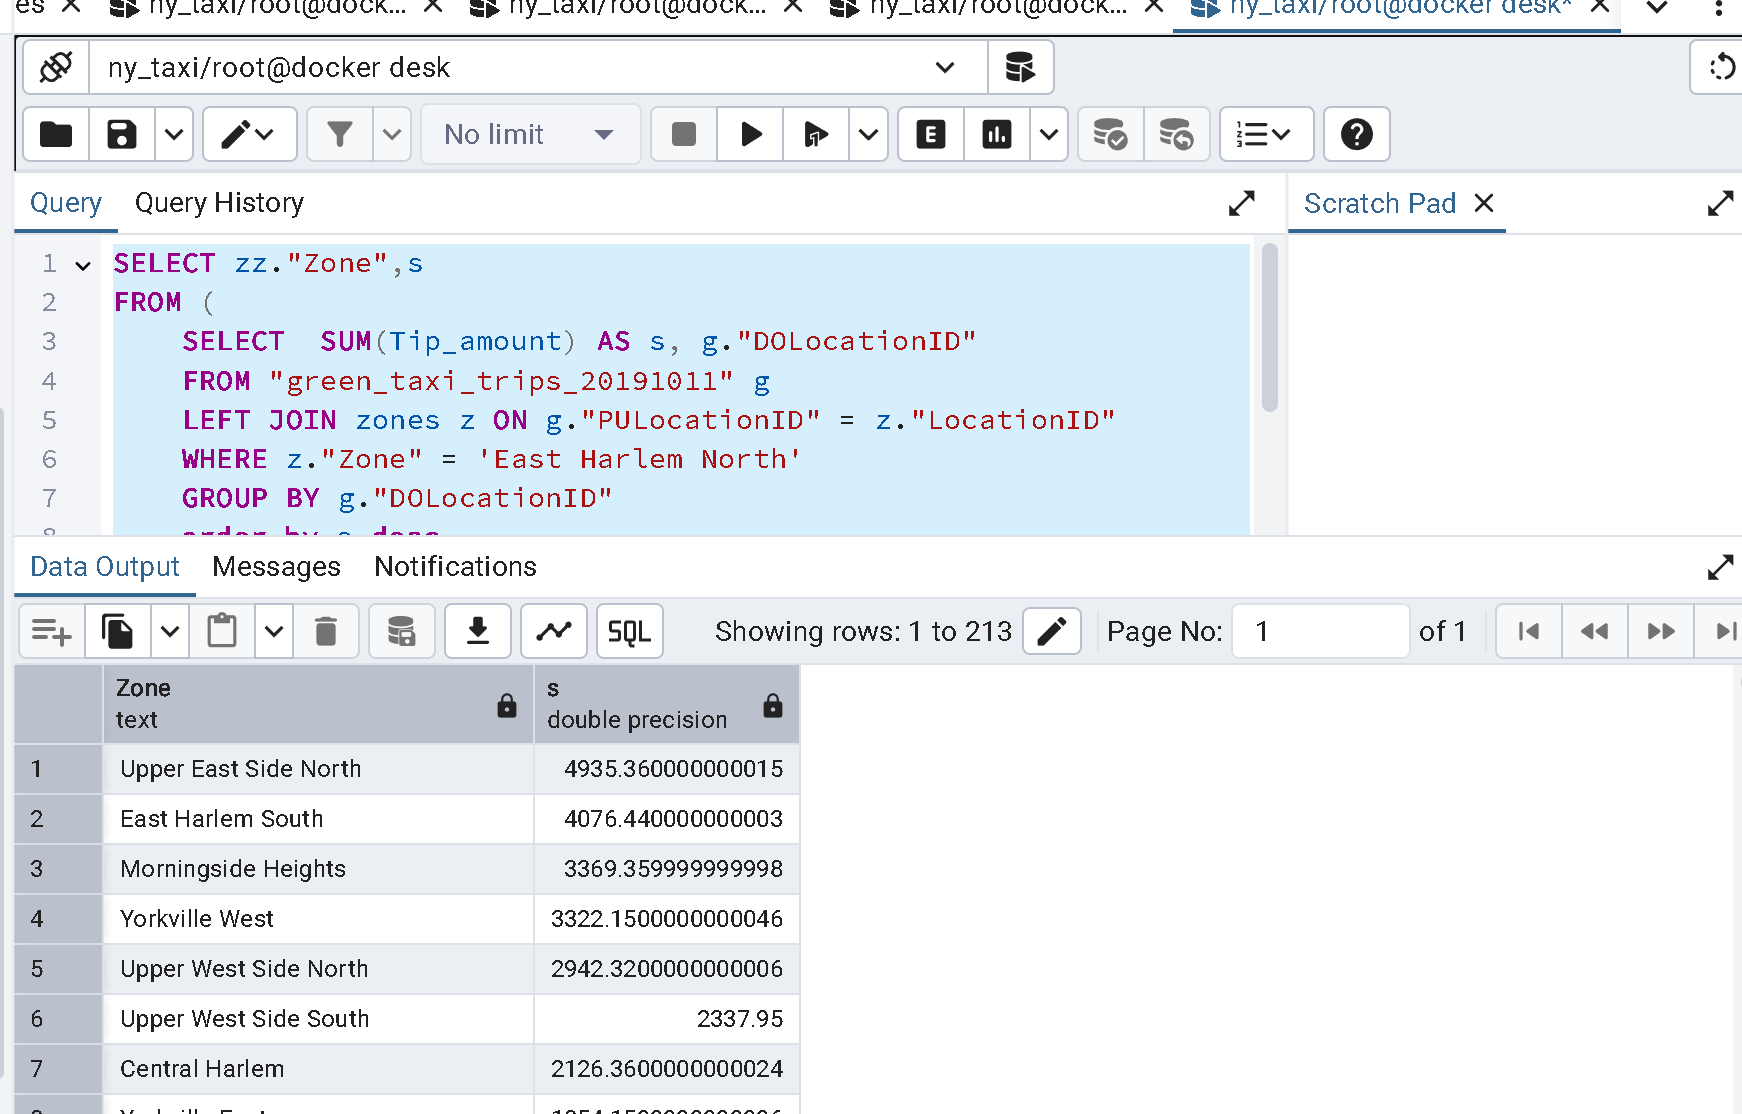 es
ny_taxi/root@dock... ny_taxi/root@dock... ny_taxi/root@dock... ny_taxi/root@docker desk*
ny_taxi/root@docker desk
No limit
Query Query History
Scratch Pad
1 SELECT zz."Zone",s
2 FROM (
3 SELECT SUM(Tip_amount) AS s, g."DOLocationID"
4 FROM "green_taxi_trips_20191011" g
5 LEFT JOIN zones z ON g."PULocationID" = z."LocationID"
6 WHERE z."Zone" = 'East Harlem North'
7 GROUP BY g."DOLocationID"
8 order by s desc
Data Output Messages Notifications
SQL Showing rows: 1 to 213 Page No: 1 of 1
Zone s
text double precision
1 Upper East Side North 4935.360000000015
2 East Harlem South 4076.440000000003
3 Morningside Heights 3369.359999999998
4 Yorkville West 3322.1500000000046
5 Upper West Side North 2942.3200000000006
6 Upper West Side South 2337.95
7 Central Harlem 2126.3600000000024